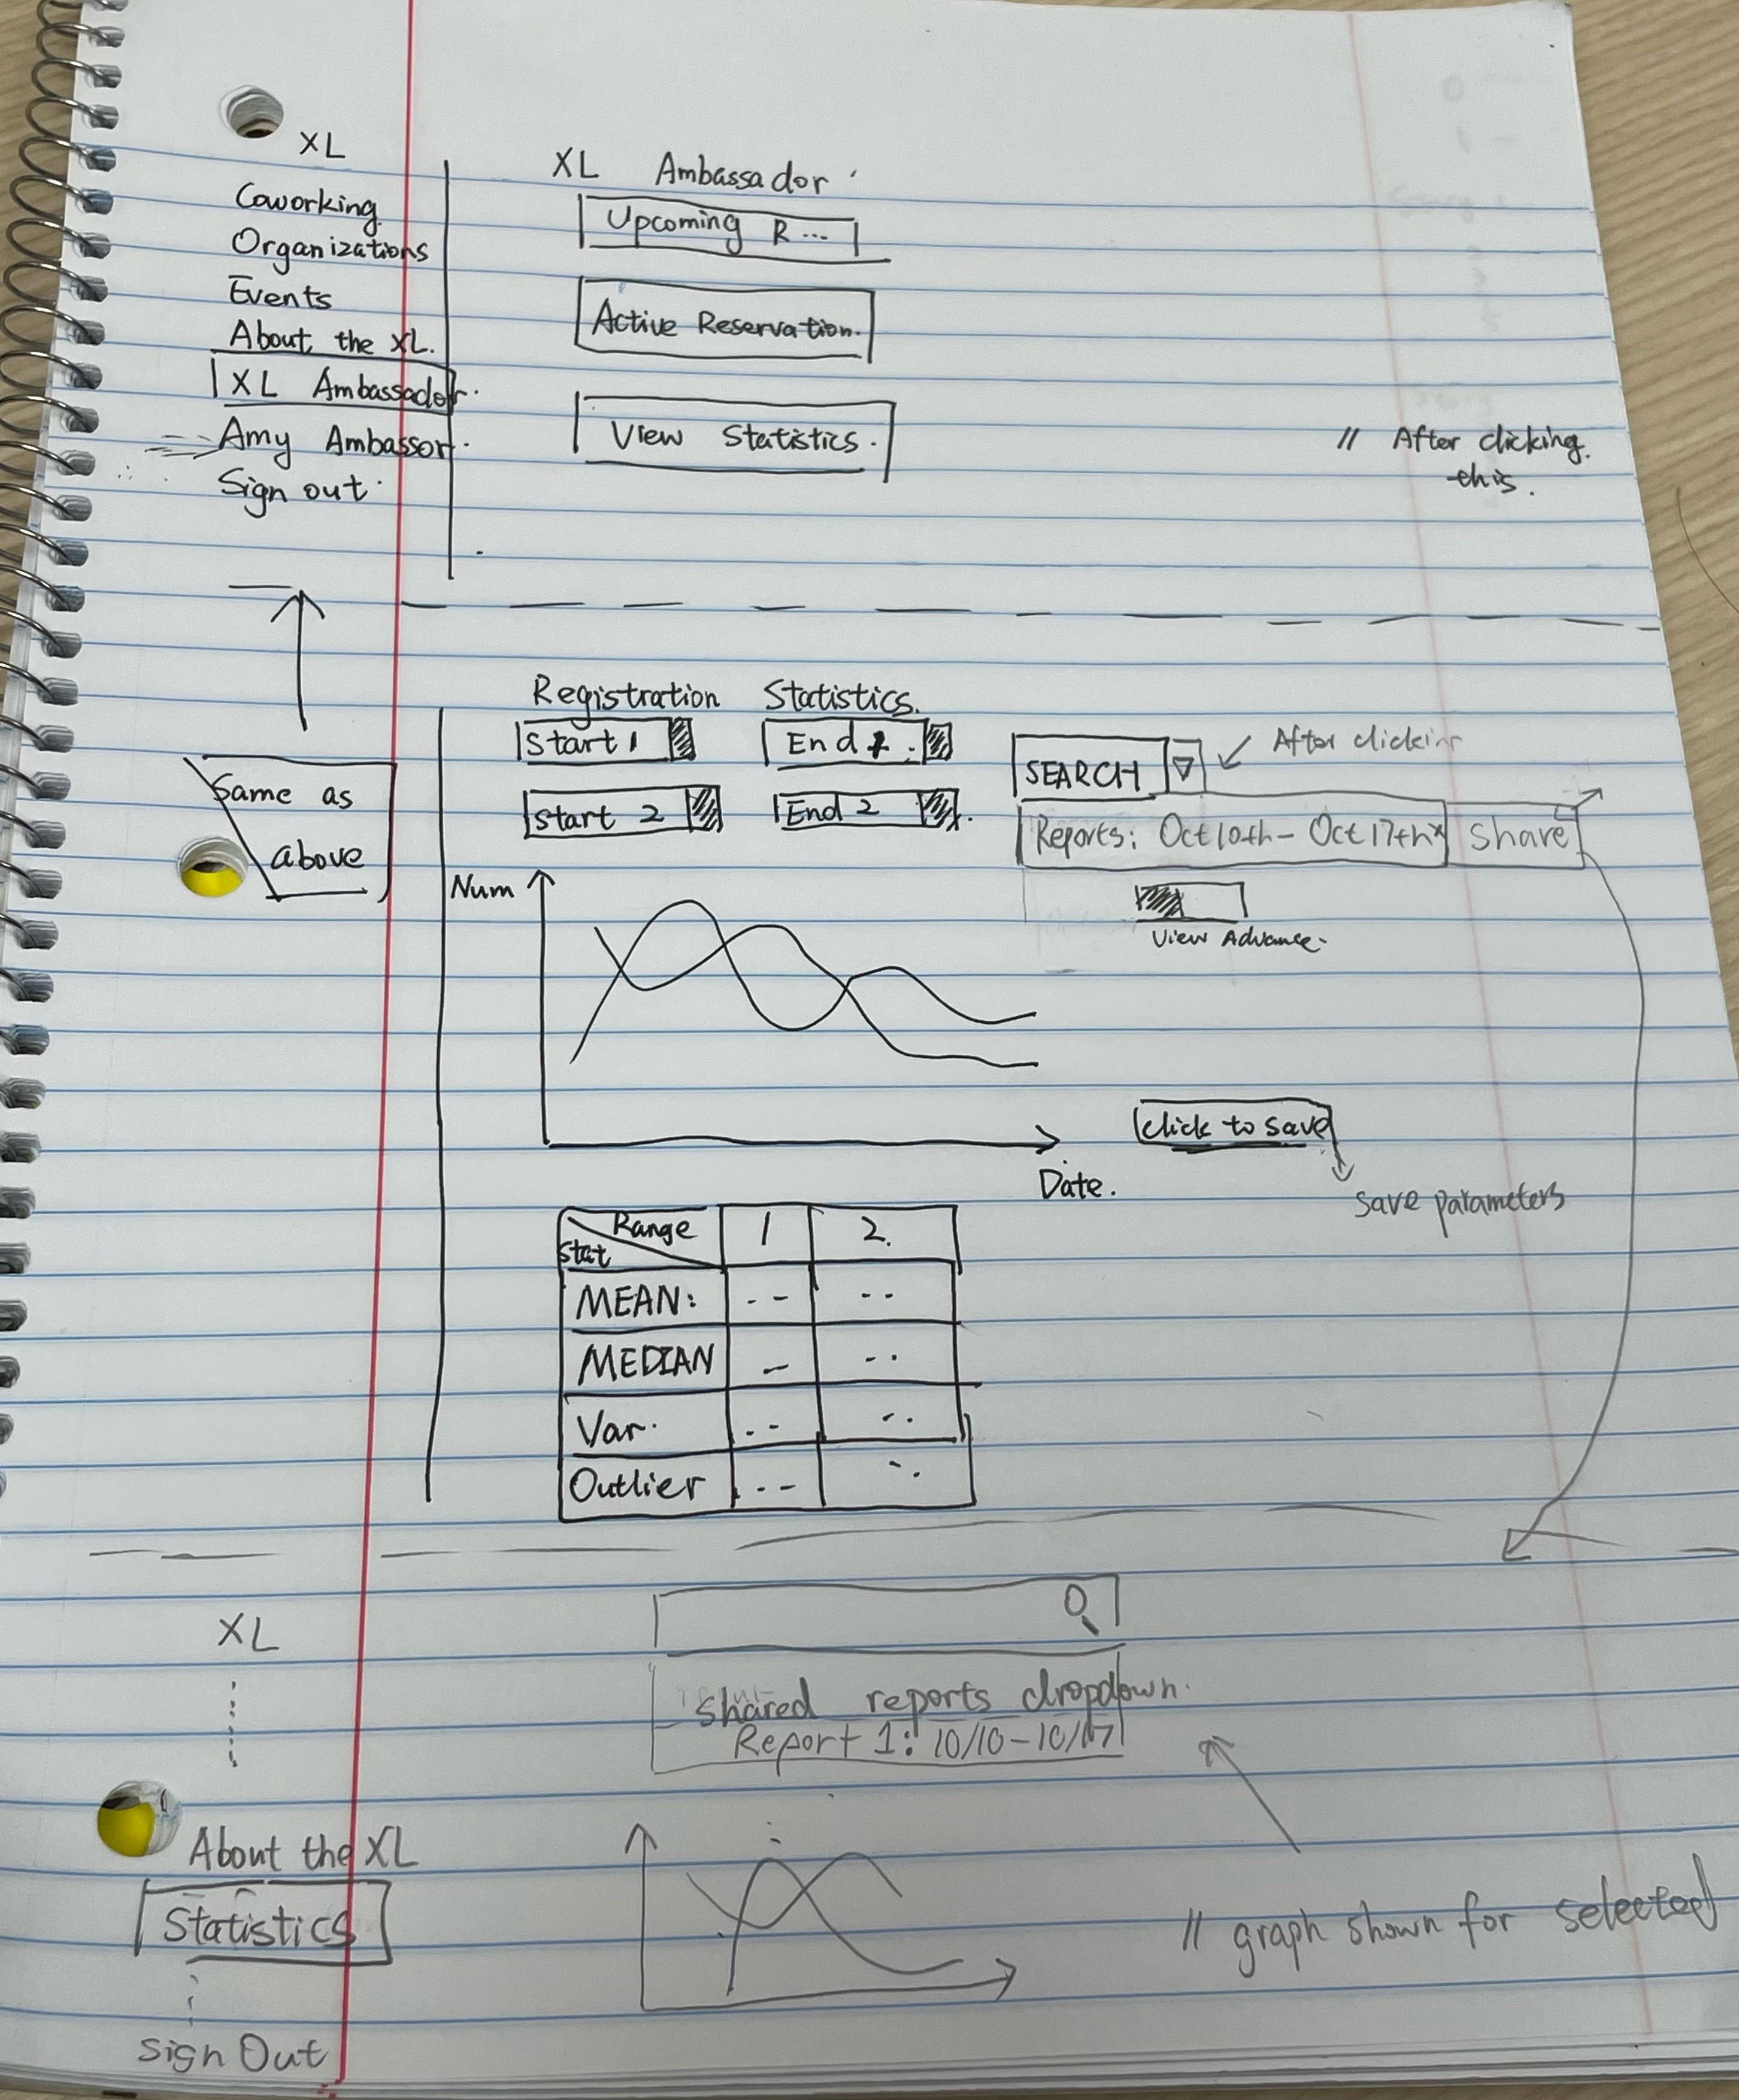 XL
Coworking
Organizations
Events
About the XL.
XL Ambassador.
Amy Ambassor.
Sign out.
XL Ambassador
Upcoming R...
Active Reservation.
View Statistics.
// After clicking
this.
Same as
above
Registration Statistics.
Start 1
End 1
Start 2
End 2
SEARCH
After clicking
Reports: Oct 10th - Oct 17th
share
View Advance.
Num
Date.
Click to save
save parameters
Range
Stat
1
2.
MEAN:
MEDIAN
Var.
Outlier
XL
About the XL
Statistics
Sign Out
shared reports dropdown.
Report 1: 10/10-10/17
// graph shown for selected